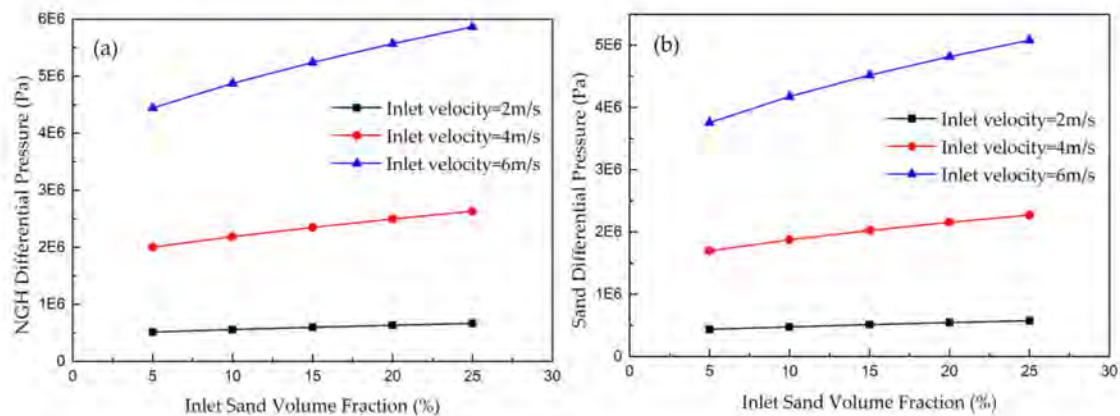 (a)
NGH Differential Pressure (Pa)
6E6
5E6
4E6
3E6
2E6
1E6
0
Inlet velocity=2m/s
Inlet velocity=4m/s
Inlet velocity=6m/s
0 5 10 15 20 25 30
Inlet Sand Volume Fraction (%)
(b)
Sand Differential Pressure (Pa)
5E6
4E6
3E6
2E6
1E6
0
Inlet velocity=2m/s
Inlet velocity=4m/s
Inlet velocity=6m/s
0 5 10 15 20 25 30
Inlet Sand Volume Fraction (%)